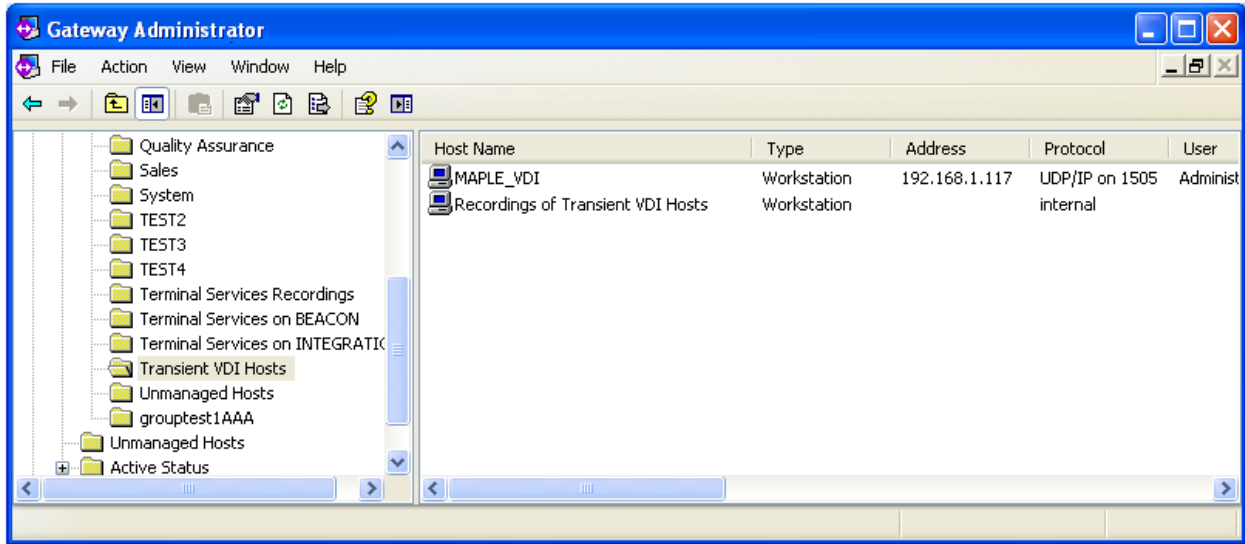 Gateway Administrator
File Action View Window Help
Quality Assurance
Sales
System
TEST2
TEST3
TEST4
Terminal Services Recordings
Terminal Services on BEACON
Terminal Services on INTEGRATIC
Transient VDI Hosts
Unmanaged Hosts
grouptest1AAA
Unmanaged Hosts
Active Status
Host Name Type Address Protocol User
MAPLE_VDI Workstation 192.168.1.117 UDP/IP on 1505 Administ
Recordings of Transient VDI Hosts Workstation internal